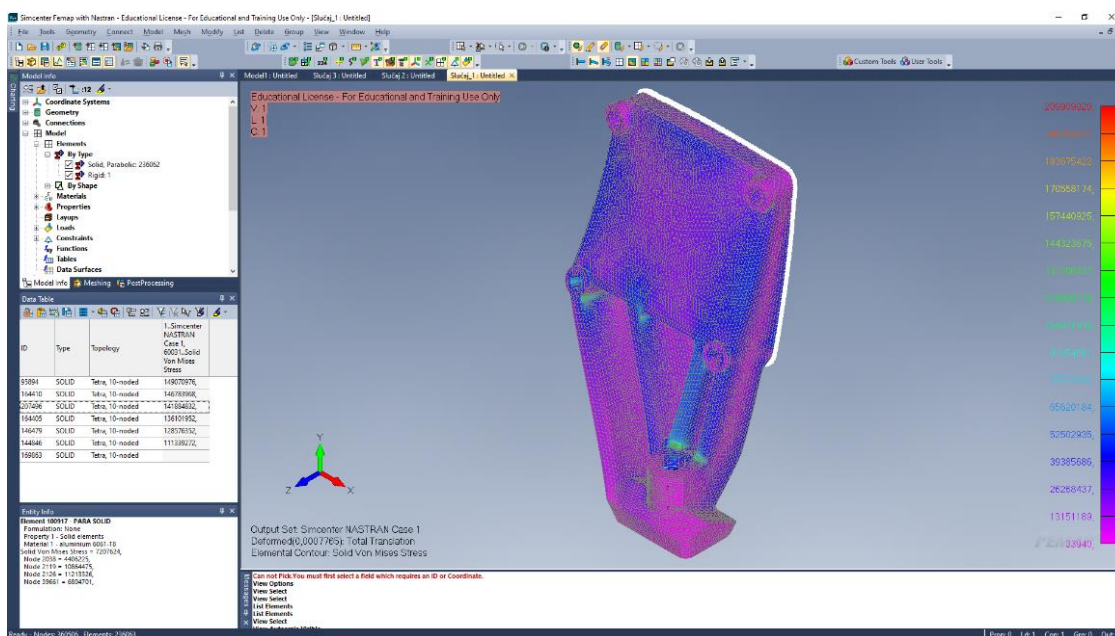 Simcenter Femap with Nastran - Educational License - For Educational and Training Use Only - [Slučaj_1 : Untitled]
File Tools Geometry Connect Model Mesh Modify List Delete Group View Window Help
Custom Tools User Tools
Model Info
Model1 : Untitled Slučaj 3 : Untitled Slučaj 2 : Untitled Slučaj_1 : Untitled
Coordinate Systems
Geometry
Connections
Model
Elements
By Type
Solid, Parabolic: 236062
Rigid: 1
By Shape
Materials
Properties
Layups
Loads
Constraints
Functions
Tables
Data Surfaces
Model Info Meshing PostProcessing
Data Table
ID Type Topology 1..Simcenter NASTRAN Case 1, 60031..Solid Von Mises Stress
95894 SOLID Tetra, 10-noded 149070976,
164410 SOLID Tetra, 10-noded 146783968,
207496 SOLID Tetra, 10-noded 141884832,
164405 SOLID Tetra, 10-noded 136101952,
146479 SOLID Tetra, 10-noded 128576352,
144846 SOLID Tetra, 10-noded 111339272,
169863 SOLID Tetra, 10-noded
Entity Info
Element 100917 - PARA SOLID
Formulation: None
Property 1 - Solid elements
Material 1 - aluminium 6061-T8
Solid Von Mises Stress = 7207624,
Node 2038 = 4406225,
Node 2119 = 10864475,
Node 2126 = 11213326,
Node 39661 = 6804701,
Educational License - For Educational and Training Use Only
V: 1
L: 1
C: 1
183675422,
170558174,
157440925,
144323675,
65620184,
52502935,
39385686,
26268437,
13151189,
33940,
Y
Z
X
Output Set: Simcenter NASTRAN Case 1
Deformed(0,0007765): Total Translation
Elemental Contour: Solid Von Mises Stress
Messages
Can not Pick.You must first select a field which requires an ID or Coordinate.
View Options
View Select
View Select
List Elements
List Elements
View Select
Ready - Nodes: 360506 Elements: 236063